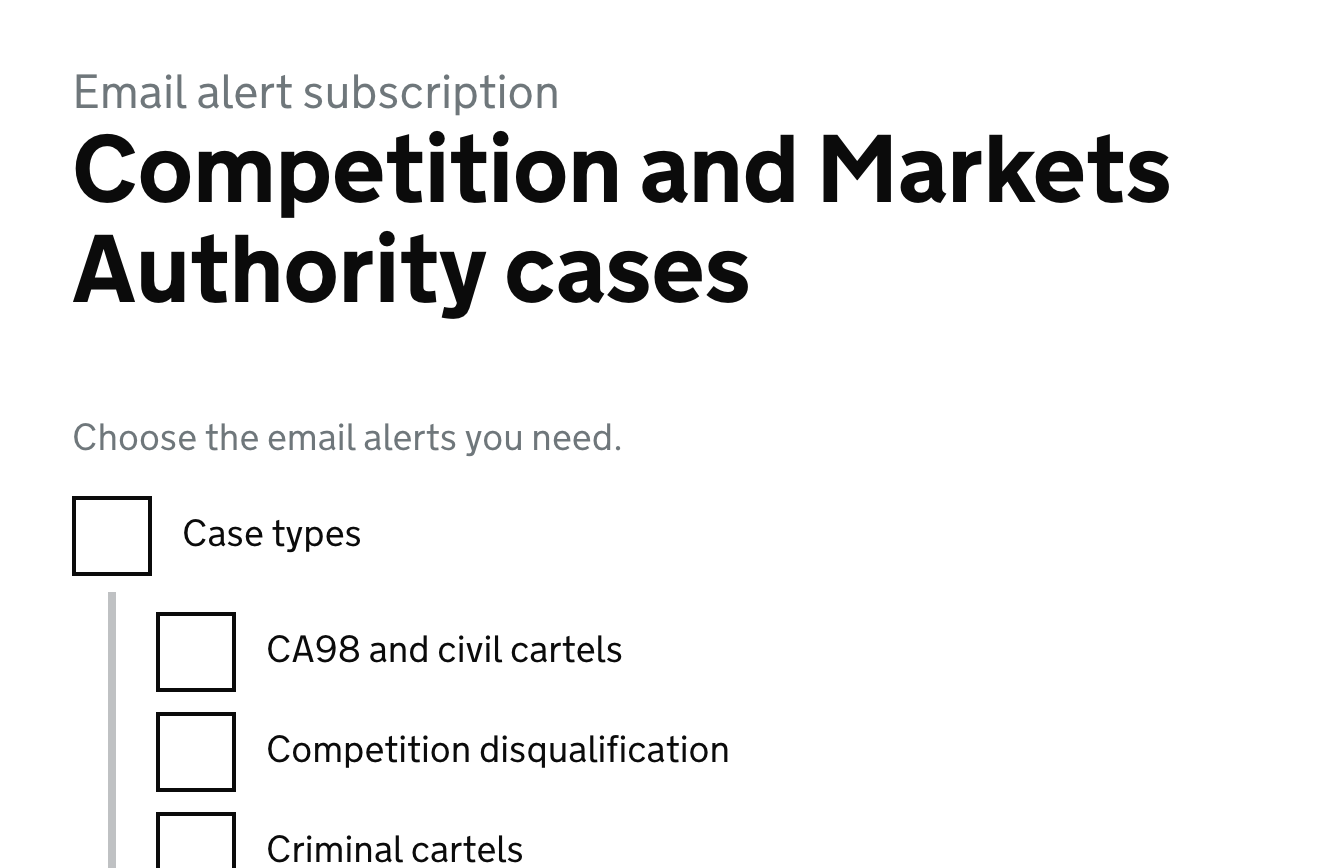 Email alert subscription
Competition and Markets
Authority cases
Choose the email alerts you need.
Case types
CA98 and civil cartels
Competition disqualification
Criminal cartels